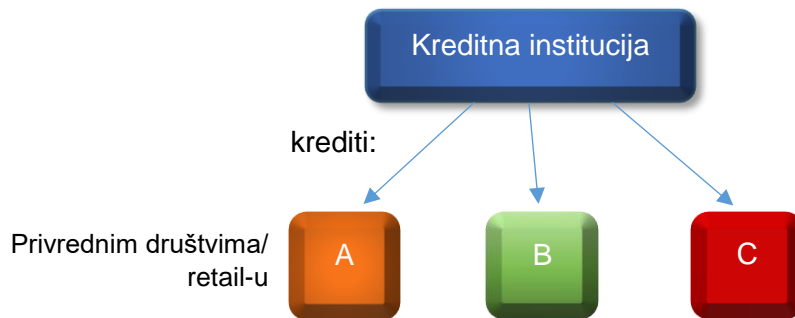 Kreditna institucija
krediti:
Privrednim društvima/
retail-u
A
B
C